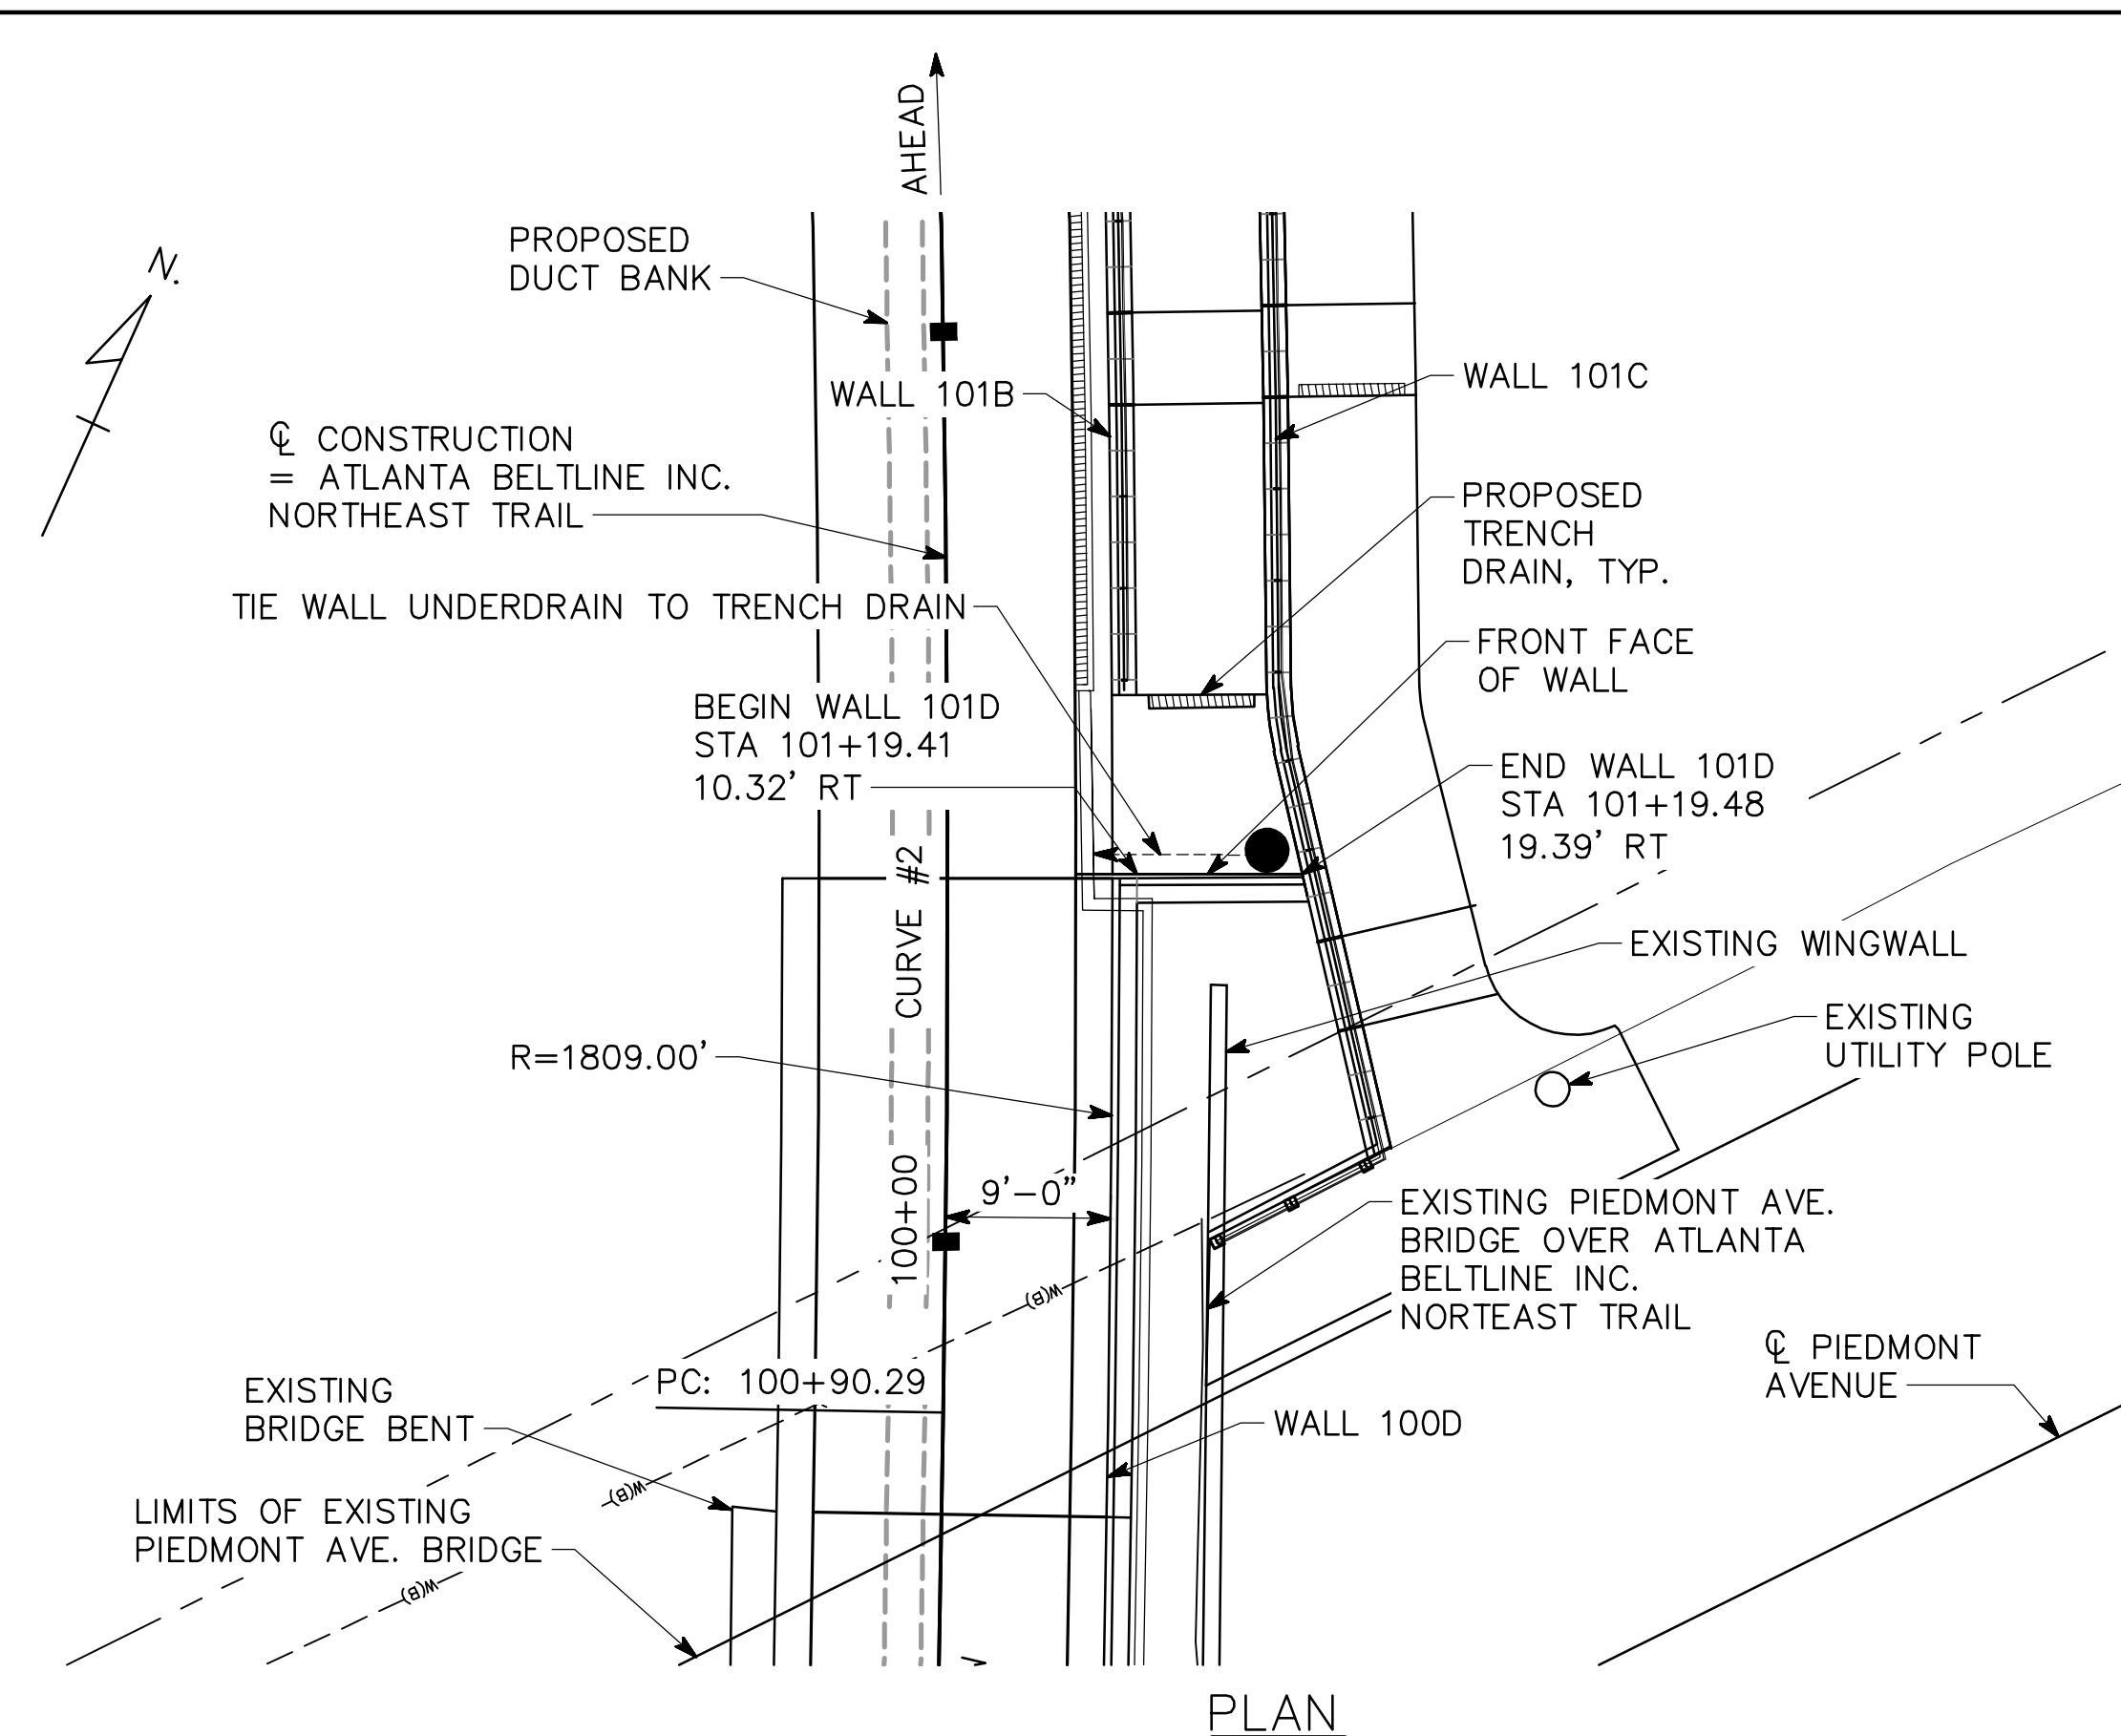 AHEAD
N.
PROPOSED
DUCT BANK
WALL 101B
WALL 101C
℄ CONSTRUCTION
= ATLANTA BELTLINE INC.
NORTHEAST TRAIL
PROPOSED
TRENCH
DRAIN, TYP.
TIE WALL UNDERDRAIN TO TRENCH DRAIN
FRONT FACE
OF WALL
BEGIN WALL 101D
STA 101+19.41
10.32' RT
END WALL 101D
STA 101+19.48
19.39' RT
CURVE #2
EXISTING WINGWALL
EXISTING
UTILITY POLE
R=1809.00'
100+00
9'-0"
EXISTING PIEDMONT AVE.
BRIDGE OVER ATLANTA
BELTLINE INC.
NORTEAST TRAIL
W(B)
℄ PIEDMONT
AVENUE
PC: 100+90.29
EXISTING
BRIDGE BENT
WALL 100D
W(B)
LIMITS OF EXISTING
PIEDMONT AVE. BRIDGE
W(B)
PLAN